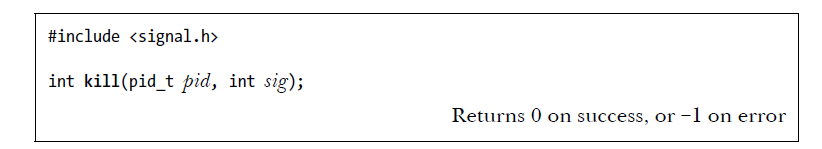 #include <signal.h>
int kill(pid_t pid, int sig);
Returns 0 on success, or −1 on error